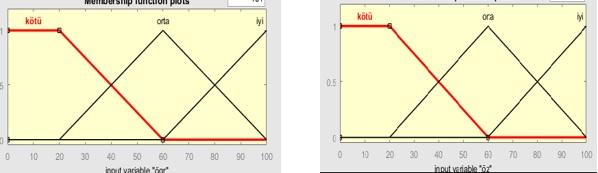 Membership function plots
kötü orta iyi
1
.5
0
0 10 20 30 40 50 60 70 80 90 100
input variable "ögr"
kötü ora iyi
1
0.5
0
0 10 20 30 40 50 60 70 80 90 100
input variable "öz"